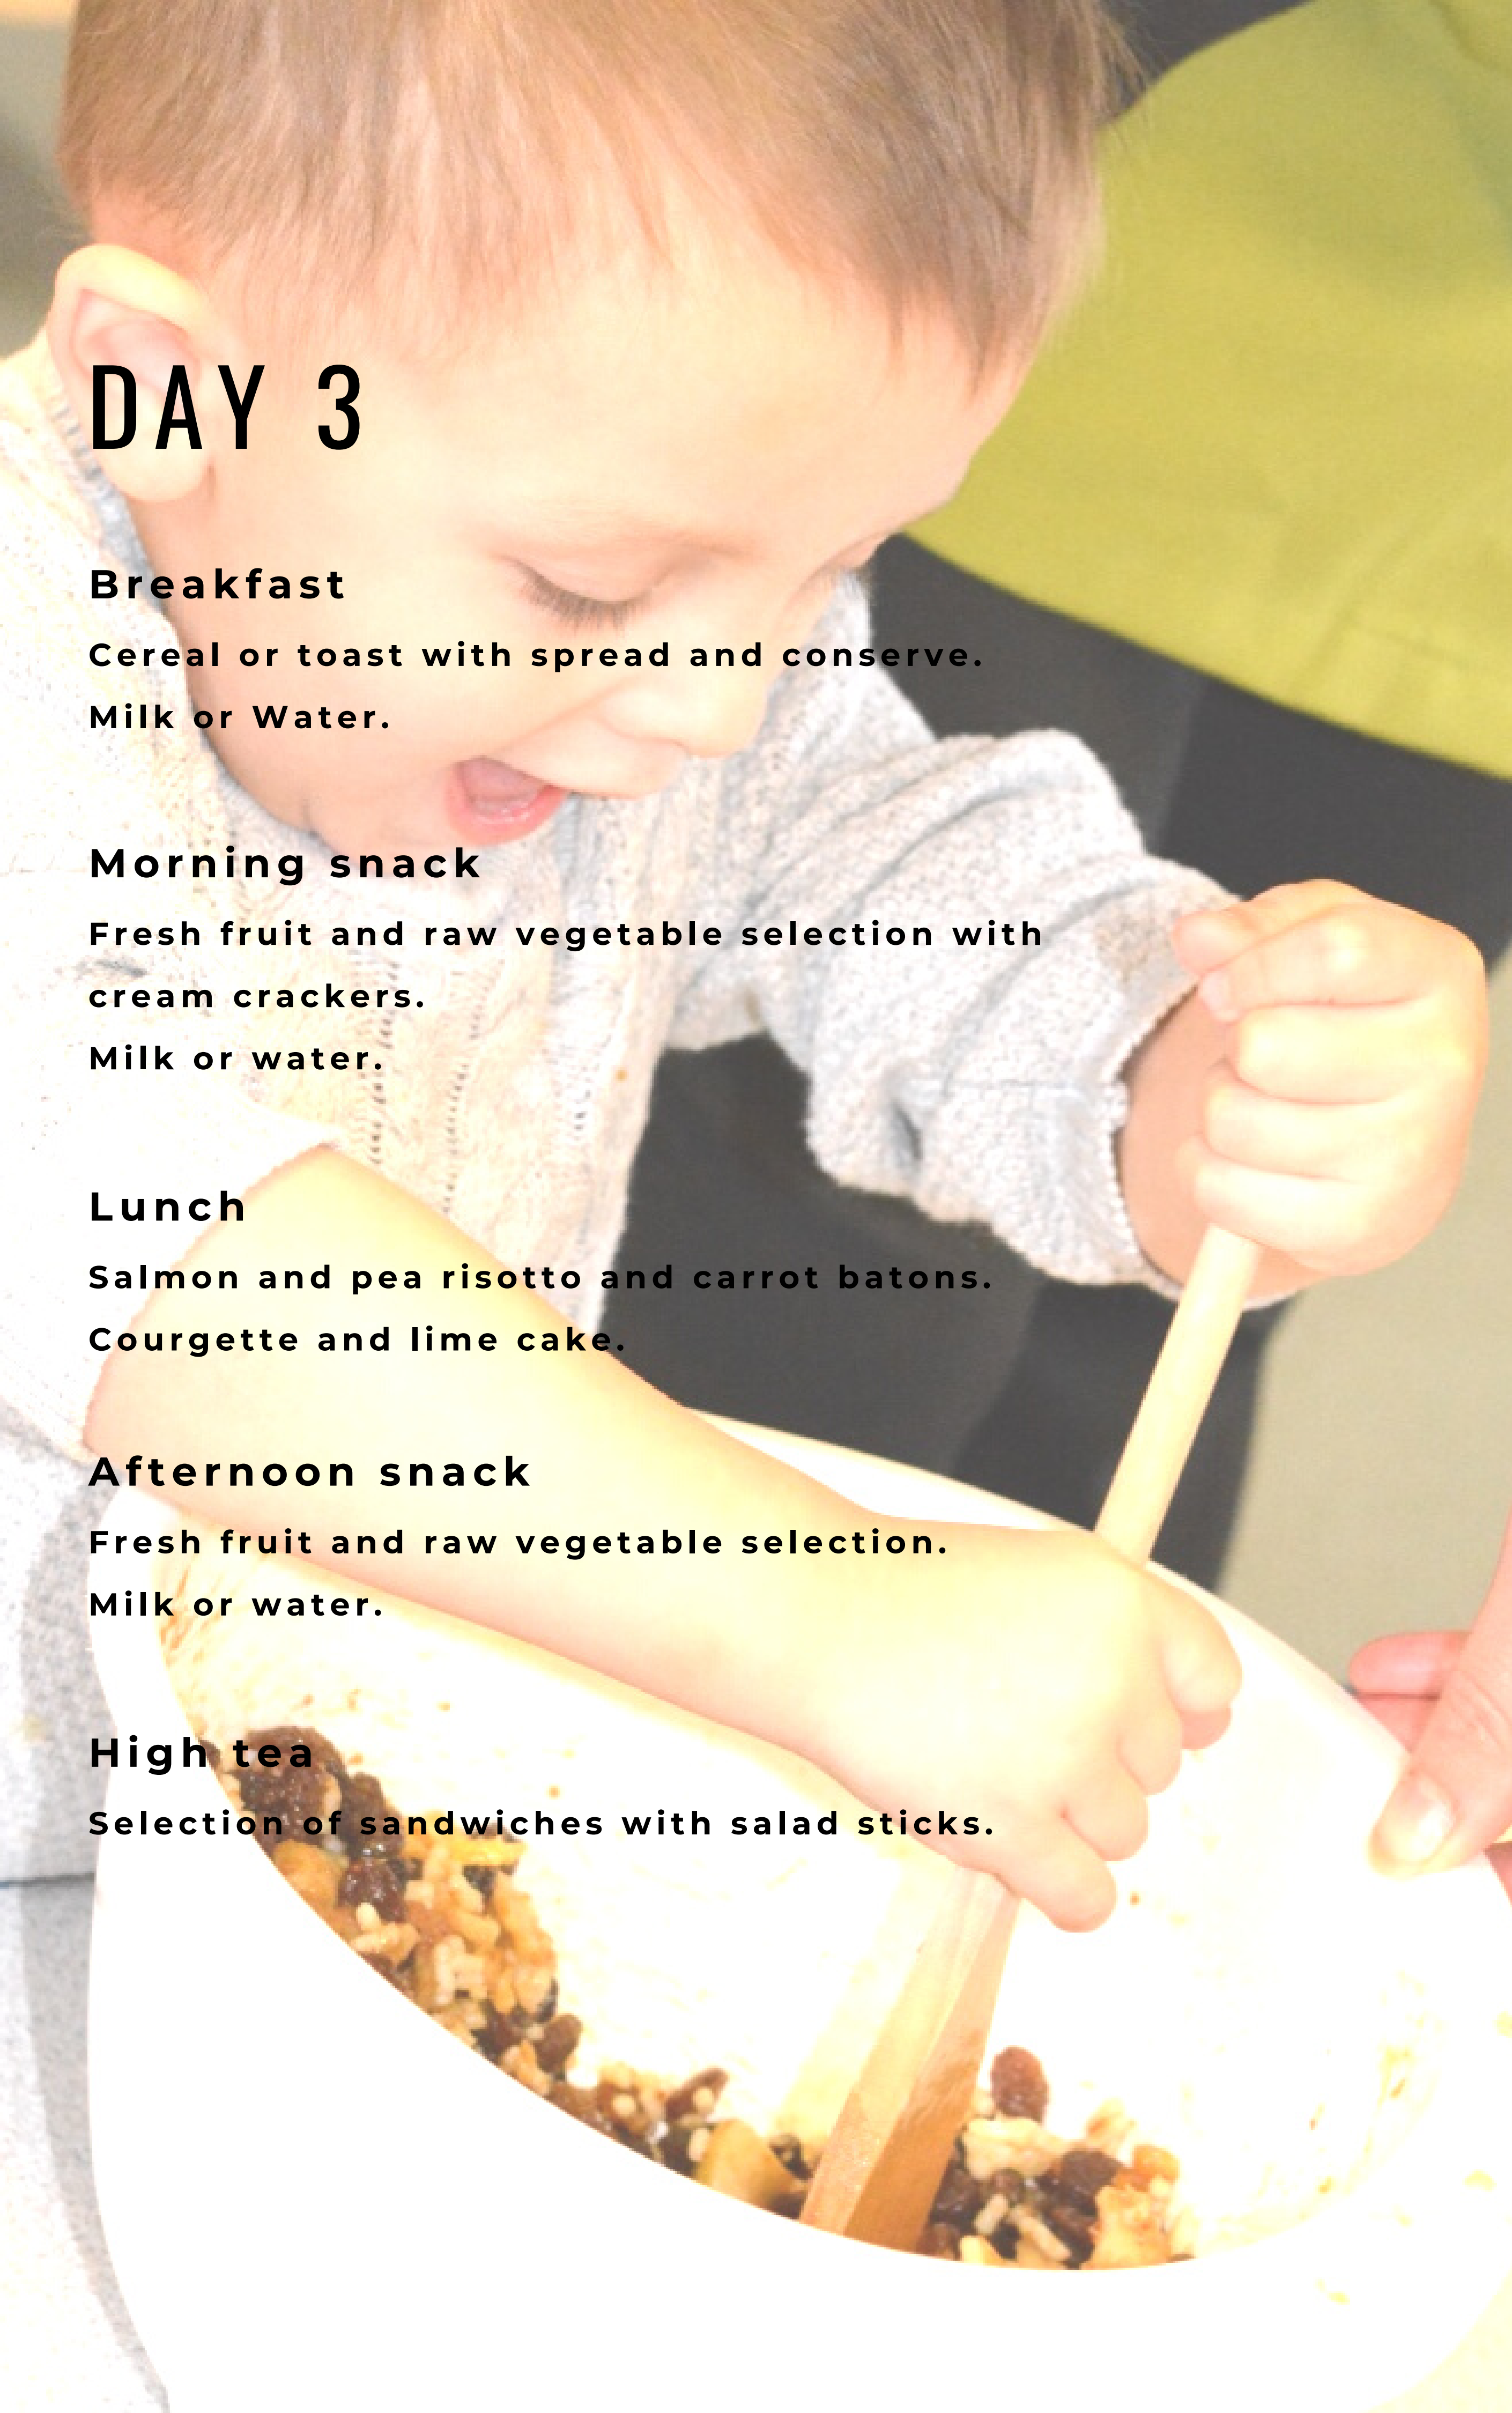 DAY 3
Breakfast
Cereal or toast with spread and conserve.
Milk or Water.
Morning snack
Fresh fruit and raw vegetable selection with
cream crackers.
Milk or water.
Lunch
Salmon and pea risotto and carrot batons.
Courgette and lime cake.
Afternoon snack
Fresh fruit and raw vegetable selection.
Milk or water.
High tea
Selection of sandwiches with salad sticks.